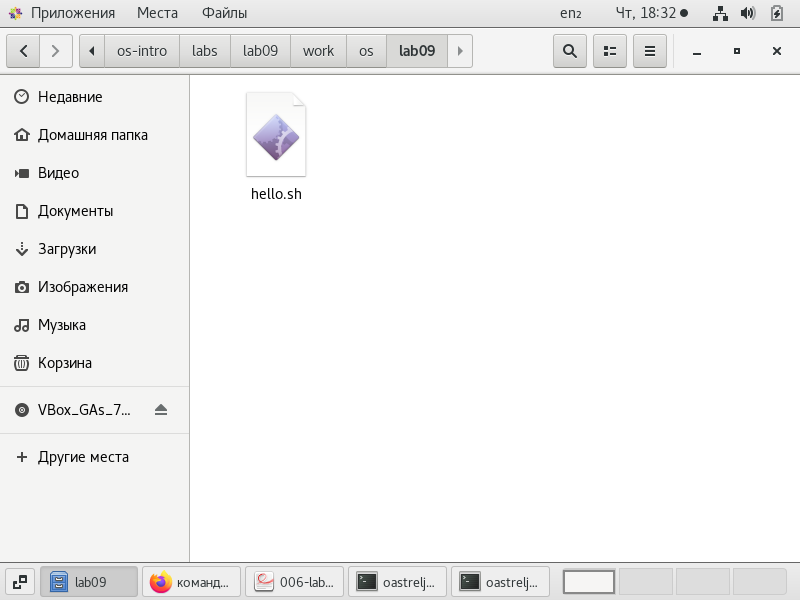 Приложения Места Файлы en₂ Чт, 18:32
os-intro labs lab09 work os lab09
Недавние
Домашняя папка
Видео
Документы
Загрузки
Изображения
Музыка
Корзина
VBox_GAs_7...
Другие места
hello.sh
lab09 команд... 006-lab... oastrelj... oastrelj...